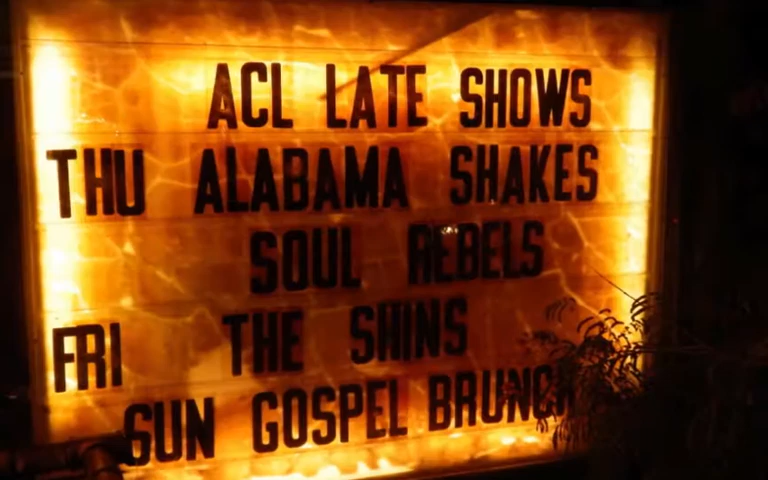 ACL LATE SHOWS
THU ALABAMA SHAKES
SOUL REBELS
FRI THE SHINS
SUN GOSPEL BRUNCH